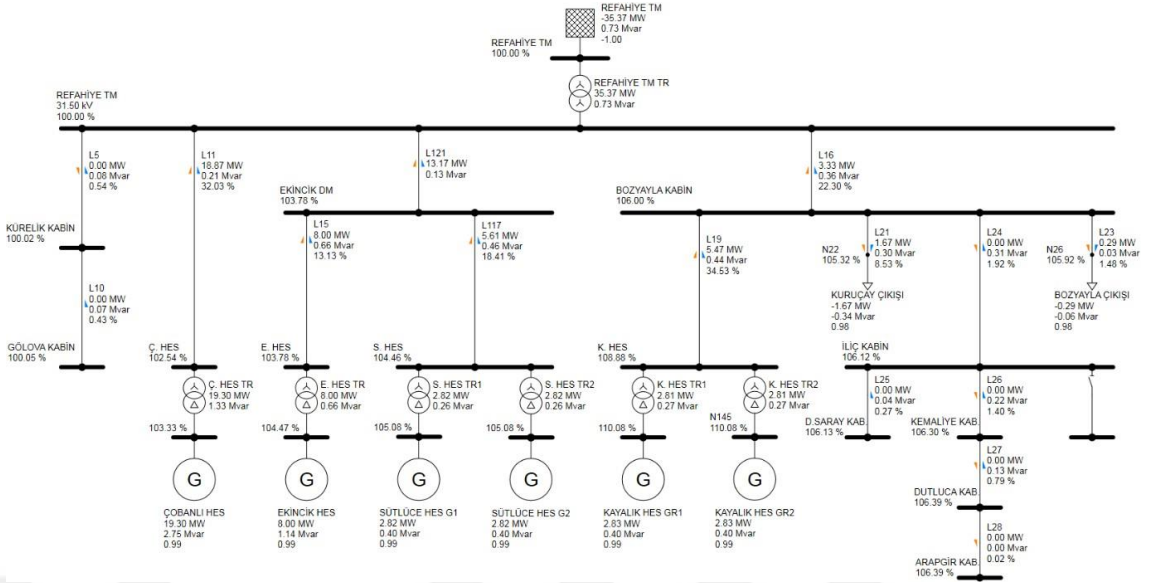 REFAHİYE TM
-35.37 MW
0.73 Mvar
-1.00
REFAHİYE TM
100.00 %
REFAHİYE TM TR
35.37 MW
0.73 Mvar
REFAHİYE TM
31.50 kV
100.00 %
L5
0.00 MW
0.08 Mvar
0.54 %
L11
18.87 MW
0.21 Mvar
32.03 %
L121
13.17 MW
0.13 Mvar
L16
3.33 MW
0.36 Mvar
22.30 %
EKİNCİK DM
103.78 %
BOZYAYLA KABİN
106.00 %
KÜRELİK KABİN
100.02 %
L15
8.00 MW
0.66 Mvar
13.13 %
L117
5.61 MW
0.46 Mvar
18.41 %
L19
5.47 MW
0.44 Mvar
34.53 %
N22
105.32 %
L21
1.67 MW
0.30 Mvar
8.53 %
L24
0.00 MW
0.31 Mvar
1.92 %
N26
105.92 %
L23
0.29 MW
0.03 Mvar
1.48 %
L10
0.00 MW
0.07 Mvar
0.43 %
KURUÇAY ÇIKIŞI
-1.67 MW
-0.34 Mvar
0.98
BOZYAYLA ÇIKIŞI
-0.29 MW
-0.06 Mvar
0.98
GÖLOVA KABİN
100.05 %
Ç. HES
102.54 %
E. HES
103.78 %
S. HES
104.46 %
K. HES
108.88 %
İLİÇ KABİN
106.12 %
Ç. HES TR
19.30 MW
1.33 Mvar
E. HES TR
8.00 MW
0.66 Mvar
S. HES TR1
2.82 MW
0.26 Mvar
S. HES TR2
2.82 MW
0.26 Mvar
K. HES TR1
2.81 MW
0.27 Mvar
K. HES TR2
2.81 MW
0.27 Mvar
L25
0.00 MW
0.04 Mvar
0.27 %
L26
0.00 MW
0.22 Mvar
1.40 %
103.33 %
104.47 %
105.08 %
105.08 %
110.08 %
N145
110.08 %
D.SARAY KAB.
106.13 %
KEMALİYE KAB.
106.30 %
G
G
G
G
G
G
L27
0.00 MW
0.13 Mvar
0.79 %
DUTLUCA KAB.
106.39 %
ÇOBANLI HES
19.30 MW
2.75 Mvar
0.99
EKİNCİK HES
8.00 MW
1.14 Mvar
0.99
SÜTLÜCE HES G1
2.82 MW
0.40 Mvar
0.99
SÜTLÜCE HES G2
2.82 MW
0.40 Mvar
0.99
KAYALIK HES GR1
2.83 MW
0.40 Mvar
0.99
KAYALIK HES GR2
2.83 MW
0.40 Mvar
0.99
L28
0.00 MW
0.00 Mvar
0.02 %
ARAPGİR KAB.
106.39 %